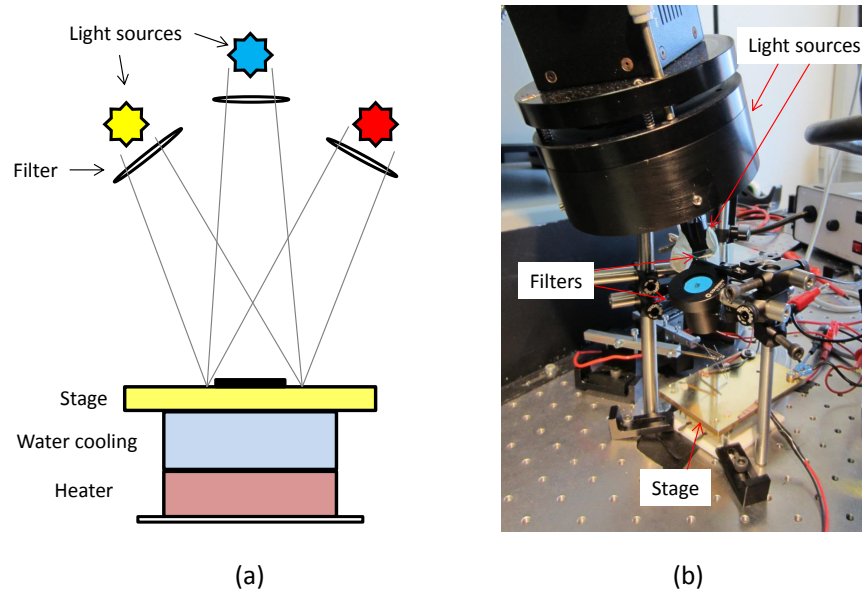 Light sources
Filter
Stage
Water cooling
Heater
(a)
Light sources
Filters
Stage
(b)